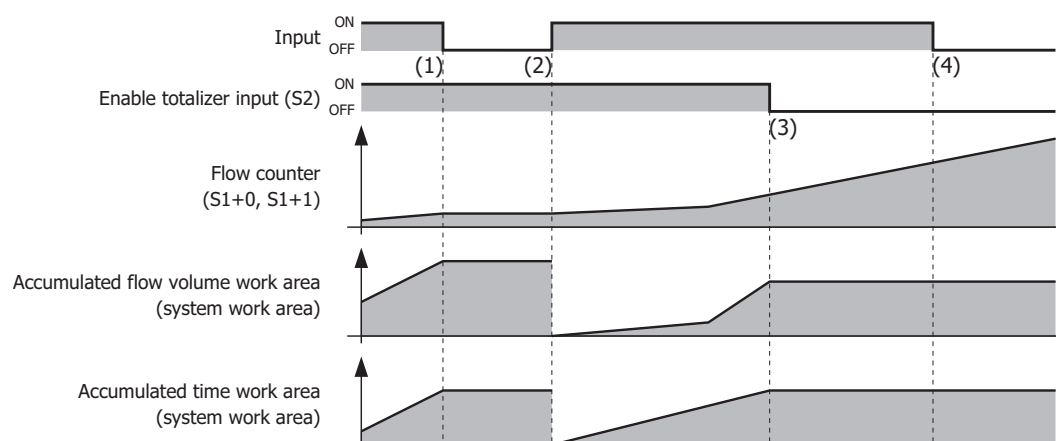 Input
ON
OFF
(1)
(2)
(4)
Enable totalizer input (S2)
ON
OFF
(3)
Flow counter
(S1+0, S1+1)
Accumulated flow volume work area
(system work area)
Accumulated time work area
(system work area)